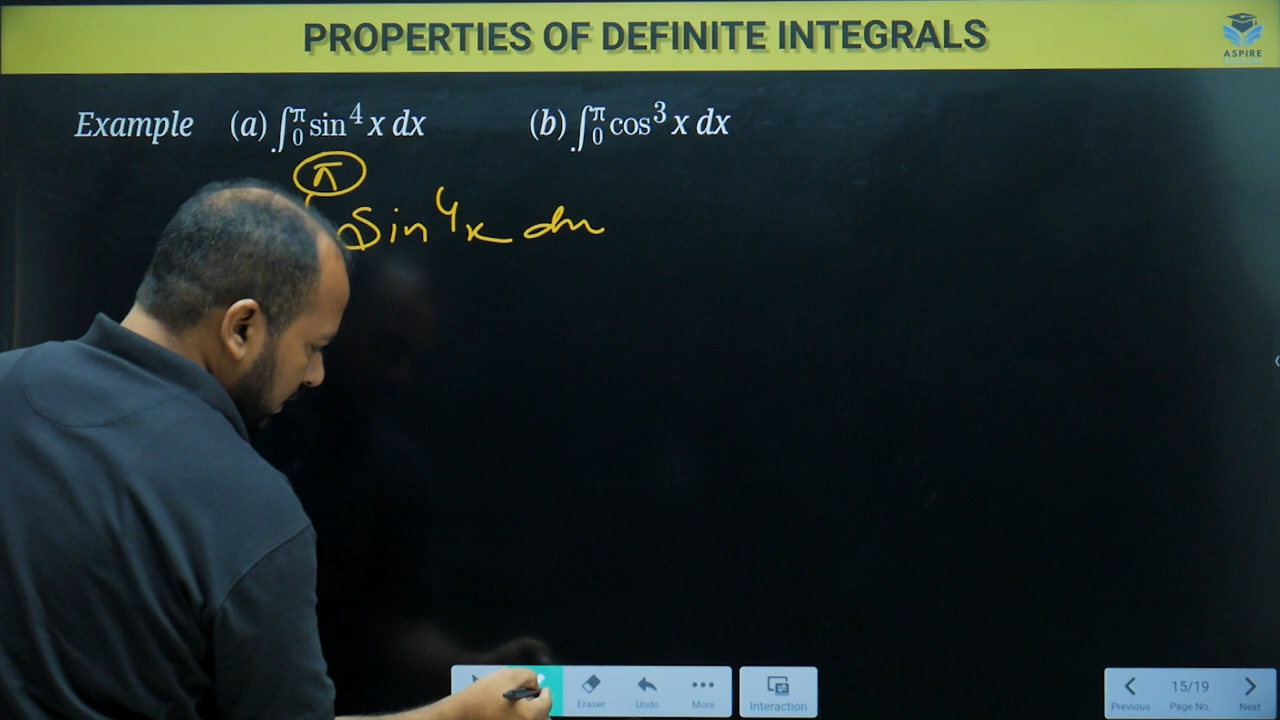 PROPERTIES OF DEFINITE INTEGRALS
ASPIRE
Example (a) ∫₀^π sin⁴ x dx (b) ∫₀^π cos³ x dx
π
sin⁴x dx
Eraser
Undo
More
Interaction
15/19
Previous
Page No.
Next